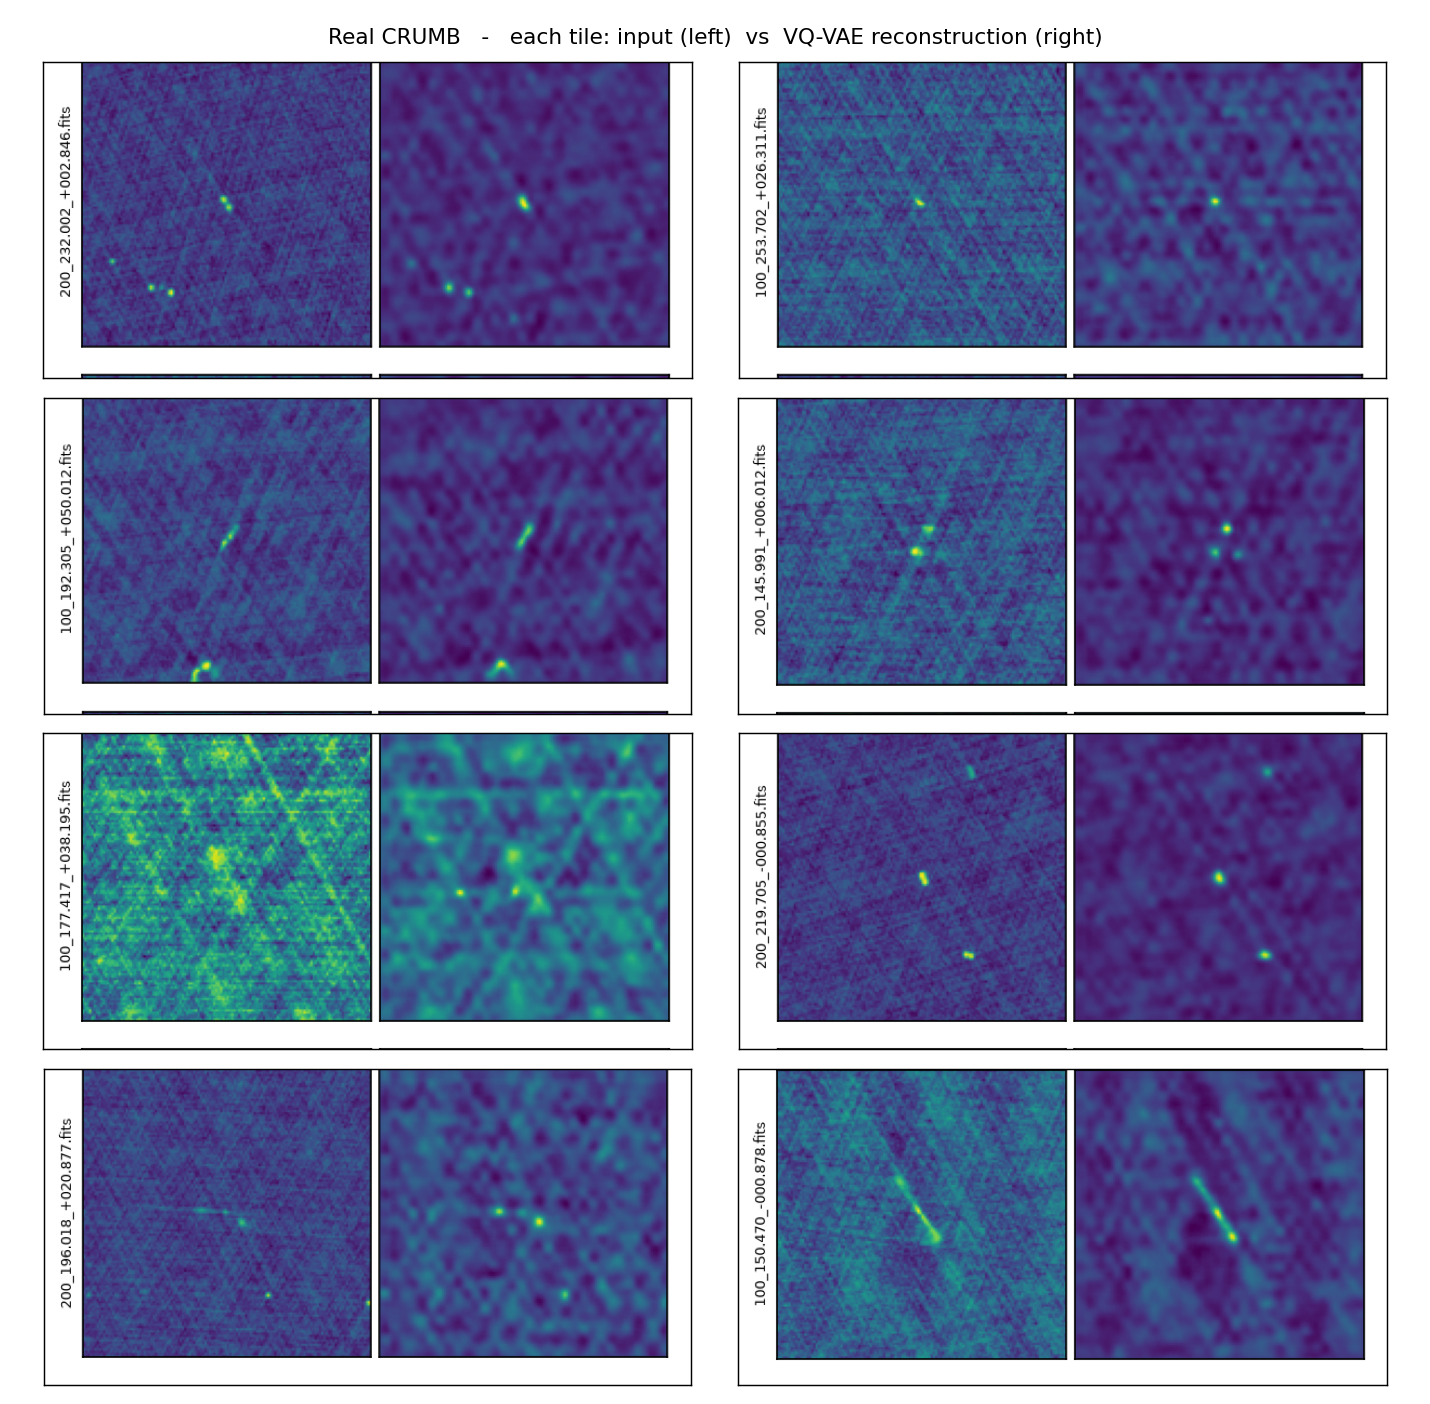 Real CRUMB   -   each tile: input (left)  vs  VQ-VAE reconstruction (right)
200_232.002_+002.846.fits
100_253.702_+026.311.fits
100_192.305_+050.012.fits
200_145.991_+006.012.fits
100_177.417_+038.195.fits
200_219.705_-000.855.fits
200_196.018_+020.877.fits
100_150.470_-000.878.fits